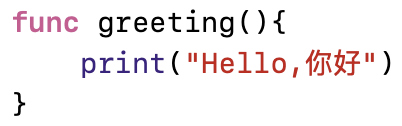 func greeting(){
    print("Hello,你好")
}